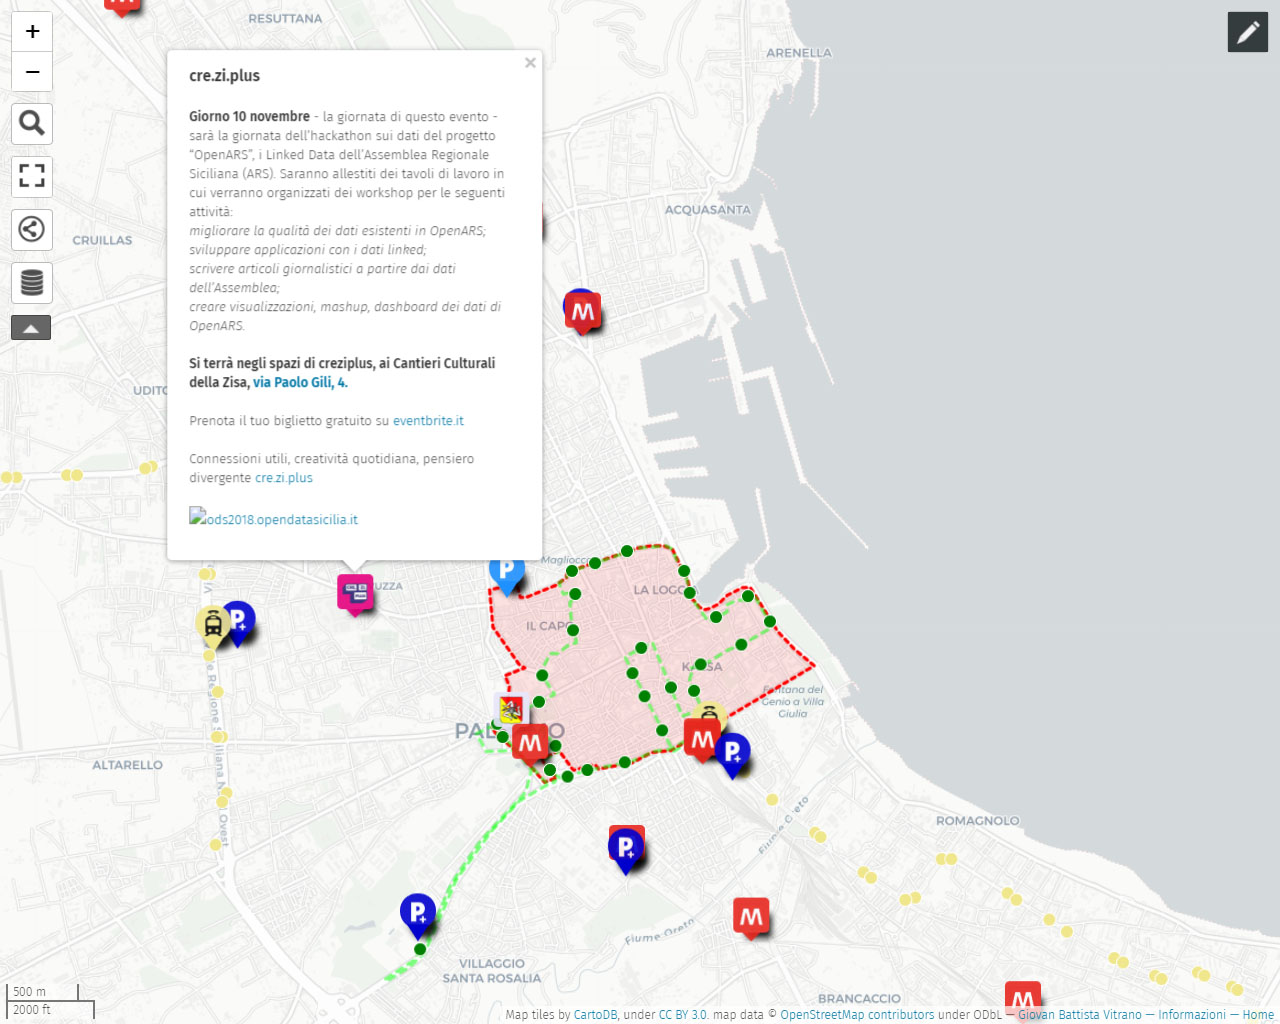 RESUTTANA
ARENELLA
+
−
×
cre.zi.plus
Giorno 10 novembre - la giornata di questo evento -
sarà la giornata dell'hackathon sui dati del progetto
“OpenARS”, i Linked Data dell'Assemblea Regionale
Siciliana (ARS). Saranno allestiti dei tavoli di lavoro in
cui verranno organizzati dei workshop per le seguenti
attività:
migliorare la qualità dei dati esistenti in OpenARS;
sviluppare applicazioni con i dati linked;
scrivere articoli giornalistici a partire dai dati
dell'Assemblea;
creare visualizzazioni, mashup, dashboard dei dati di
OpenARS.
Si terrà negli spazi di creziplus, ai Cantieri Culturali
della Zisa, via Paolo Gili, 4.
Prenota il tuo biglietto gratuito su eventbrite.it
Connessioni utili, creatività quotidiana, pensiero
divergente cre.zi.plus
ods2018.opendatasicilia.it
ACQUASANTA
CRUILLAS
M
UDITO
P
LA LOGG
IL CAPO
P+
KALSA
Fontana del
Genio a Villa
Giulia
M
M
P+
ALTARELLO
ROMAGNOLO
Fiume Oreto
P+
P+
M
Fiume Oreto
VILLAGGIO
SANTA ROSALIA
BRANCACCIO
M
500 m
2000 ft
Map tiles by CartoDB, under CC BY 3.0. map data © OpenStreetMap contributors under ODbL — Giovan Battista Vitrano — Informazioni — Home